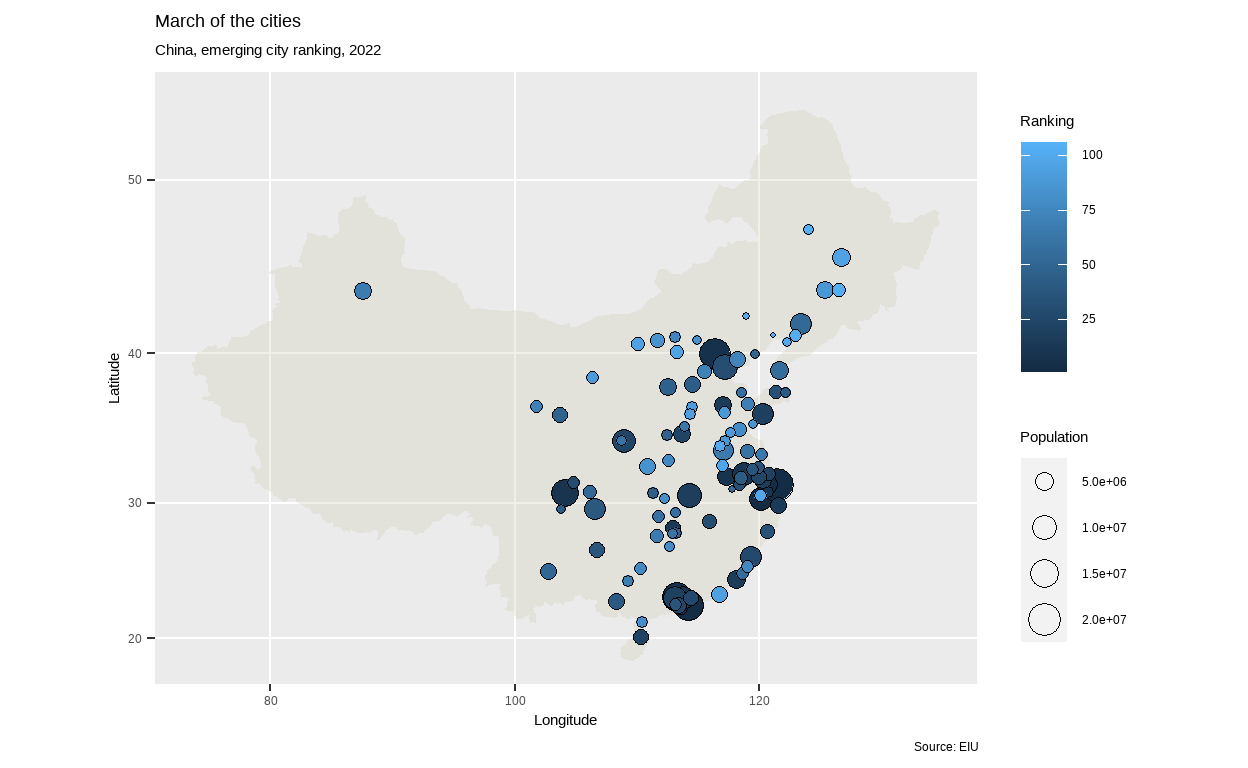 March of the cities
China, emerging city ranking, 2022
50
40
30
20
80
100
120
Latitude
Longitude
Ranking
100
75
50
25
Population
5.0e+06
1.0e+07
1.5e+07
2.0e+07
Source: EIU